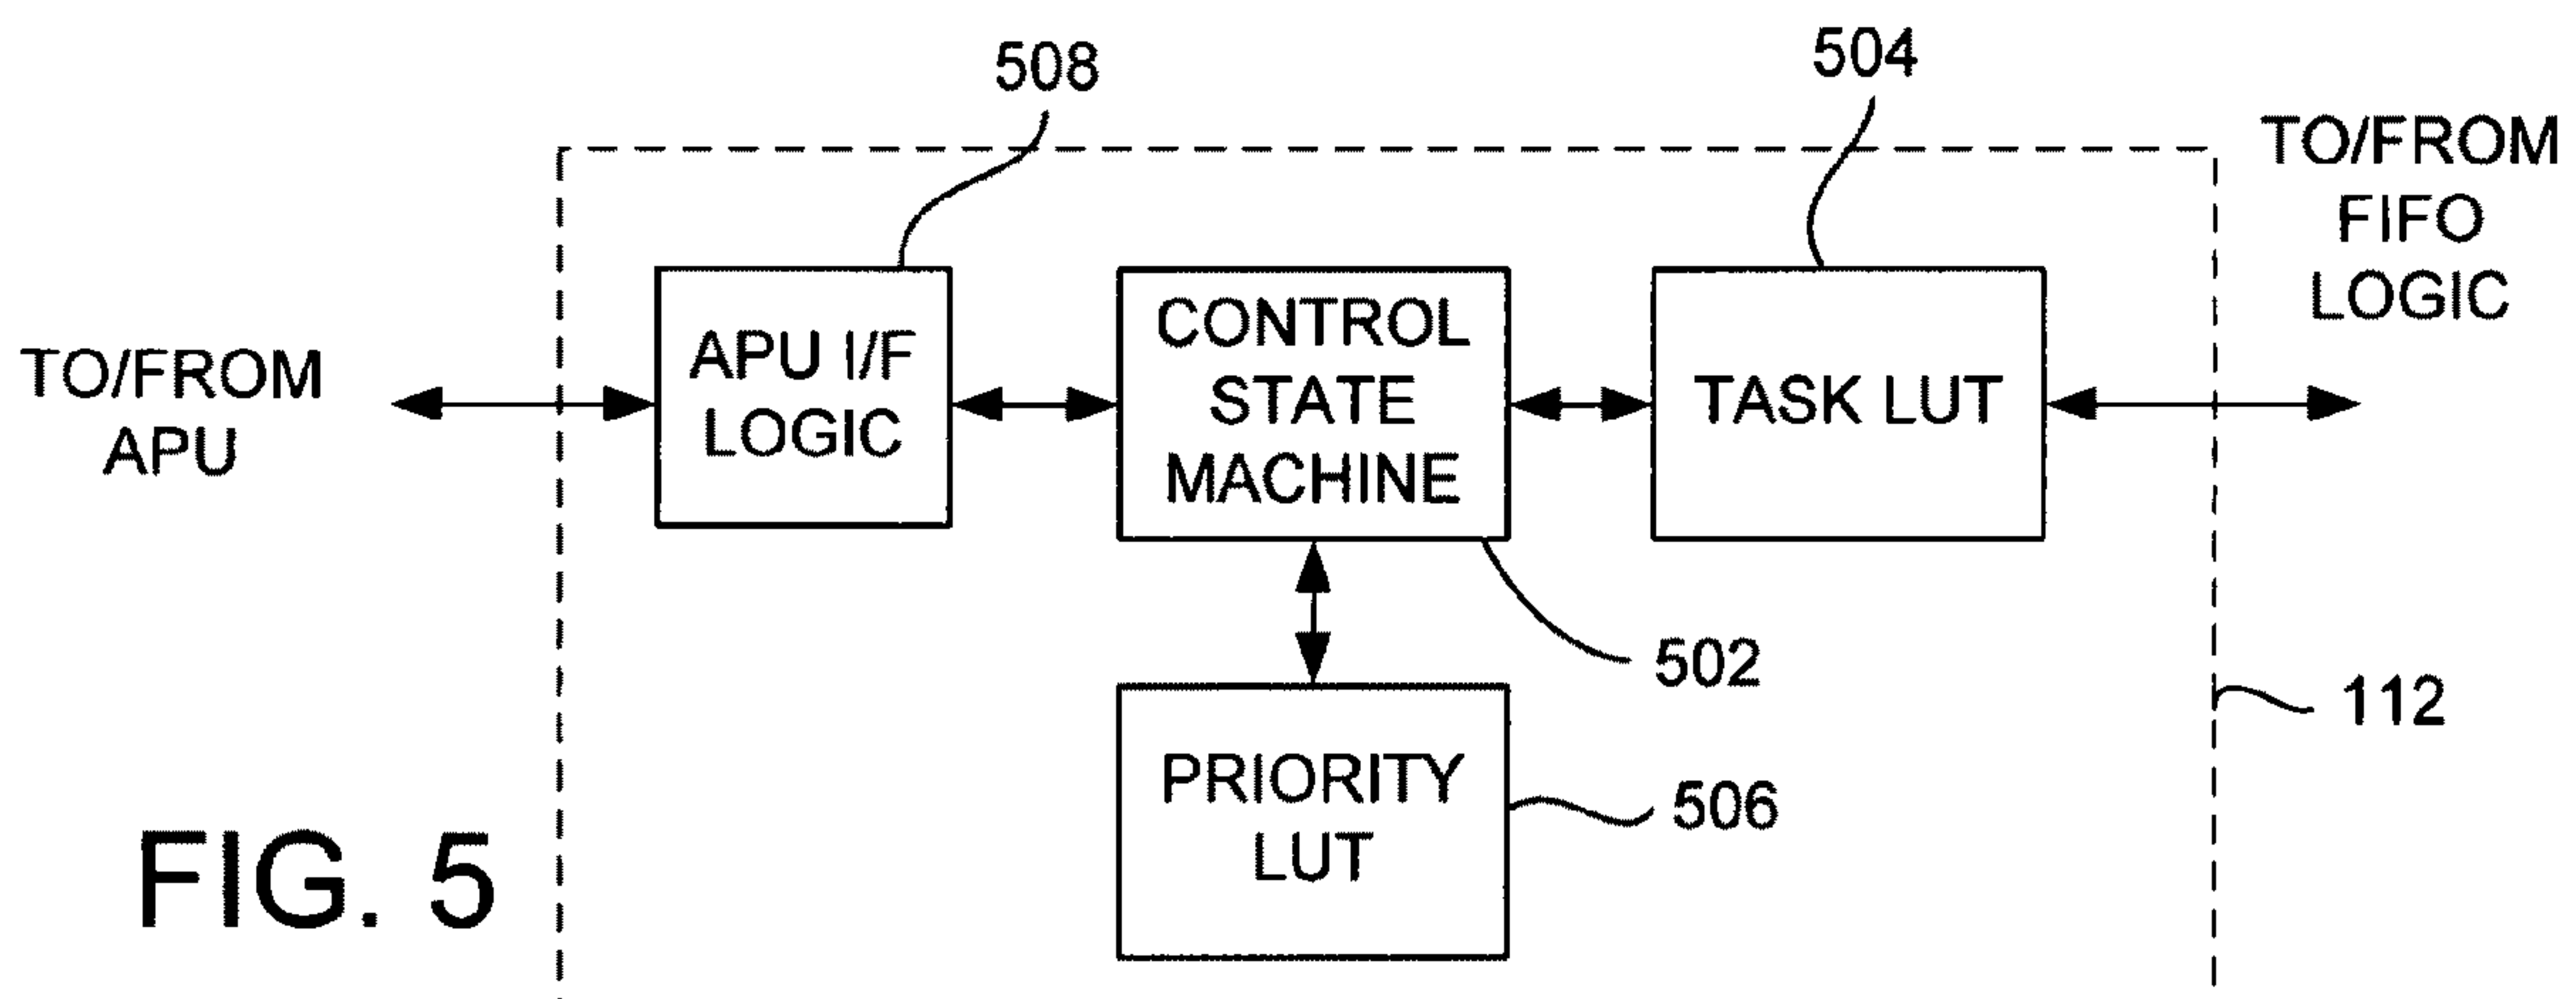 508
504
TO/FROM
FIFO
LOGIC
TO/FROM
APU
APU I/F
LOGIC
CONTROL
STATE
MACHINE
TASK LUT
502
112
PRIORITY
LUT
506
FIG. 5